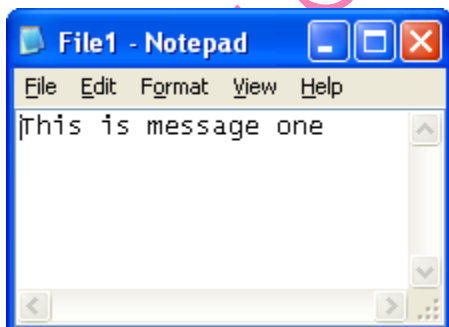 File1 - Notepad
File Edit Format View Help
This is message one